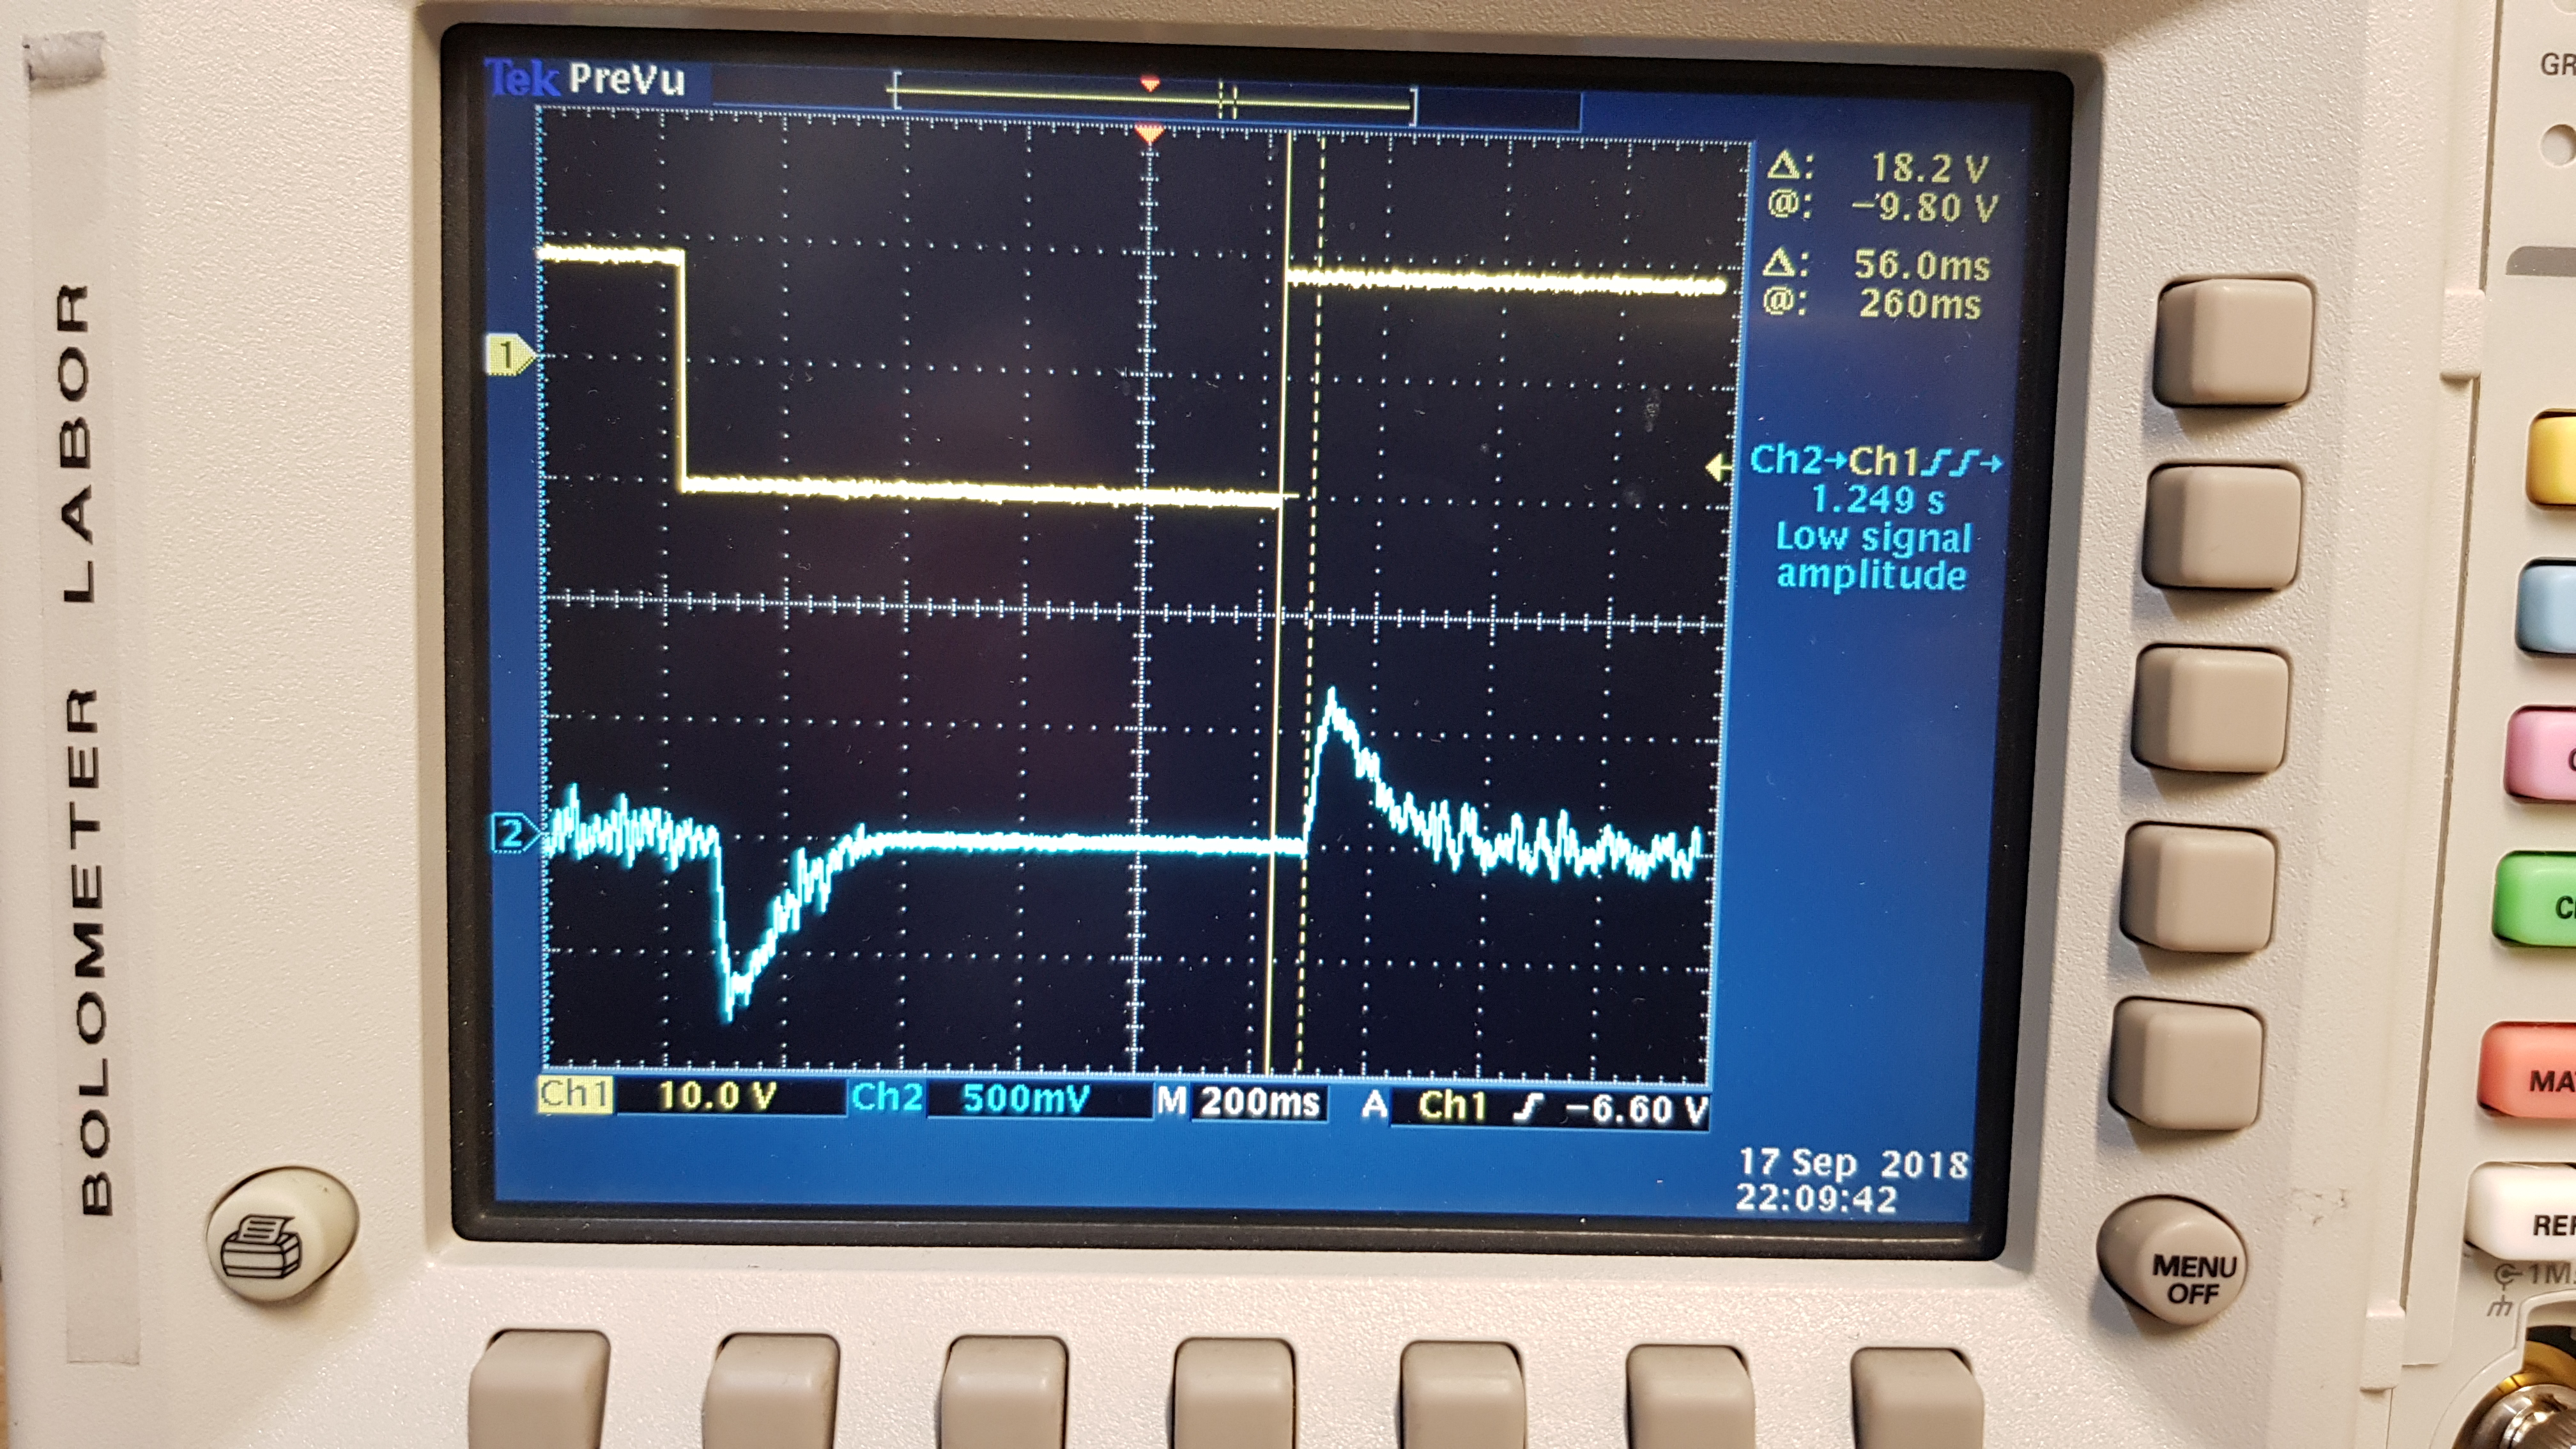 BOLOMETER LABOR
Tek PreVu
Δ: 18.2 V
@: −9.80 V
Δ: 56.0ms
@: 260ms
1
Ch2→Ch1
1.249 s
Low signal
amplitude
2
Ch1 10.0 V Ch2 500mV M 200ms A Ch1 −6.60 V
17 Sep 2018
22:09:42
MENU
OFF
GR
MA
RE
1M